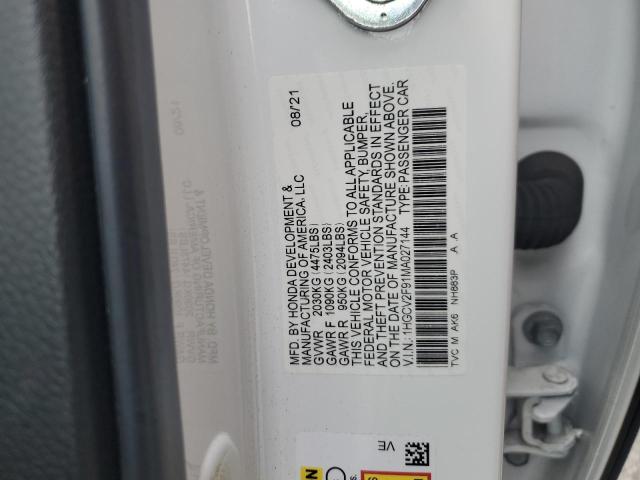 MFD. BY HONDA DEVELOPMENT &
MANUFACTURING OF AMERICA, LLC 08/21
GVWR 2030KG (4475LBS)
GAWR F 1090KG (2403LBS)
GAWR R 950KG (2094LBS)
THIS VEHICLE CONFORMS TO ALL APPLICABLE
FEDERAL MOTOR VEHICLE SAFETY, BUMPER,
AND THEFT PREVENTION STANDARDS IN EFFECT
ON THE DATE OF MANUFACTURE SHOWN ABOVE.
V.I.N.: 1HGCV2F91MA027144 TYPE:PASSENGER CAR
TVC M AK6 NH883P A A
VE